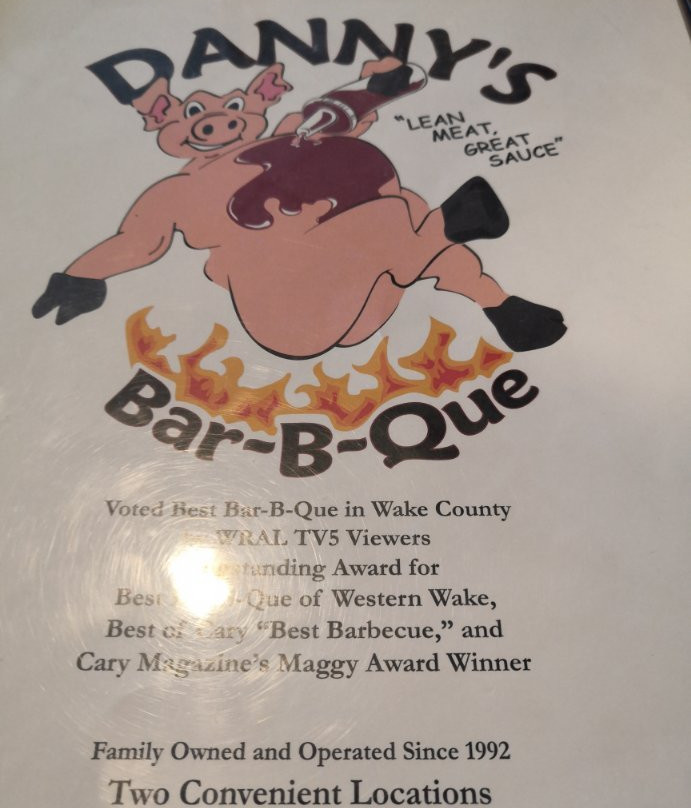 DANNY'S
"LEAN
MEAT,
GREAT
SAUCE"
Bar-B-Que
Voted Best Bar-B-Que in Wake County
WRAL TV5 Viewers
Award for
Best of Western Wake,
Best of Cary "Best Barbecue," and
Cary Magazine's Maggy Award Winner
Family Owned and Operated Since 1992
Two Convenient Locations